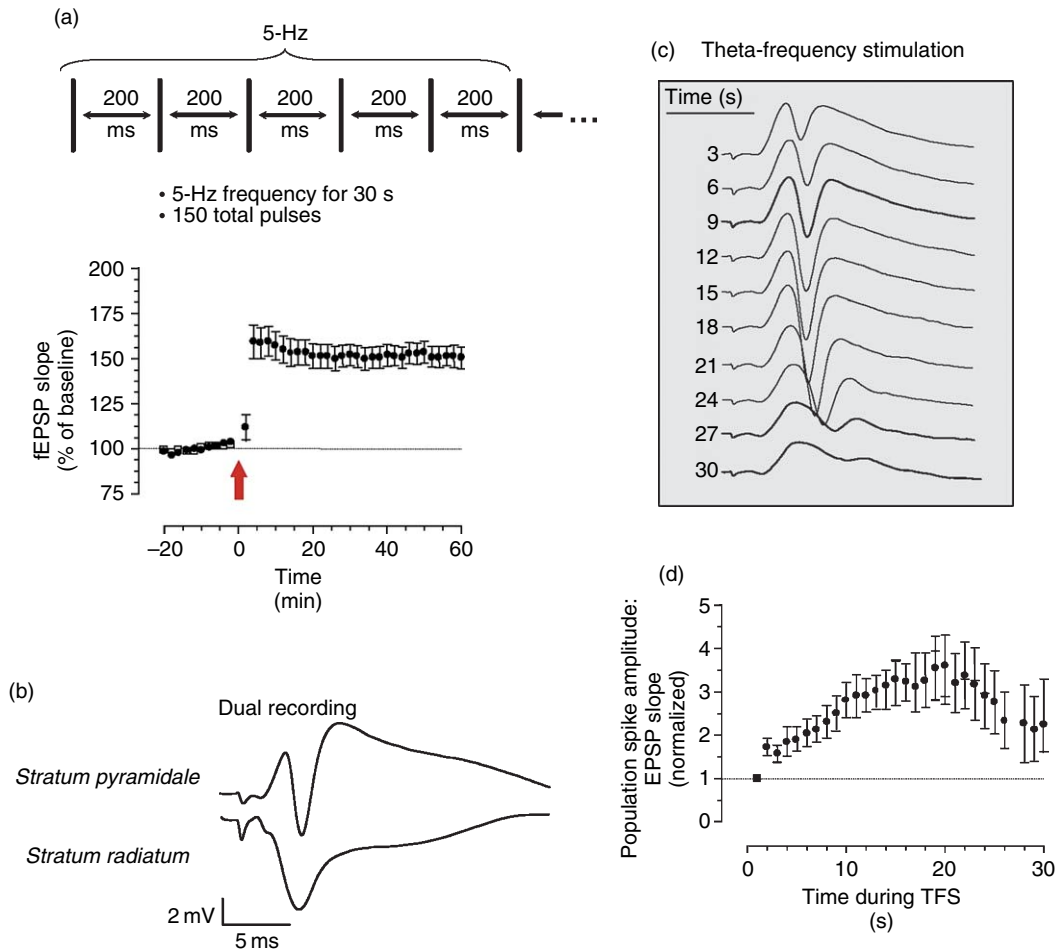 (a)
5-Hz
200 200 200 200 200
ms ms ms ms ms
...
• 5-Hz frequency for 30 s
• 150 total pulses
200
175
150
125
100
75
fEPSP slope
(% of baseline)
–20 0 20 40 60
Time
(min)
(b)
Dual recording
Stratum pyramidale
Stratum radiatum
2 mV
5 ms
(c) Theta-frequency stimulation
Time (s)
3
6
9
12
15
18
21
24
27
30
(d)
Population spike amplitude:
EPSP slope
(normalized)
5
4
3
2
1
0
0 10 20 30
Time during TFS
(s)